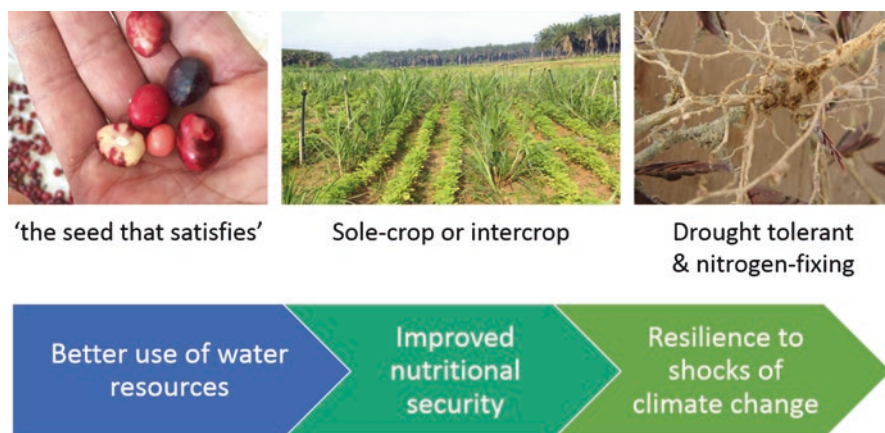 'the seed that satisfies'
Sole-crop or intercrop
Drought tolerant
& nitrogen-fixing
Better use of water
resources
Improved
nutritional
security
Resilience to
shocks of
climate change